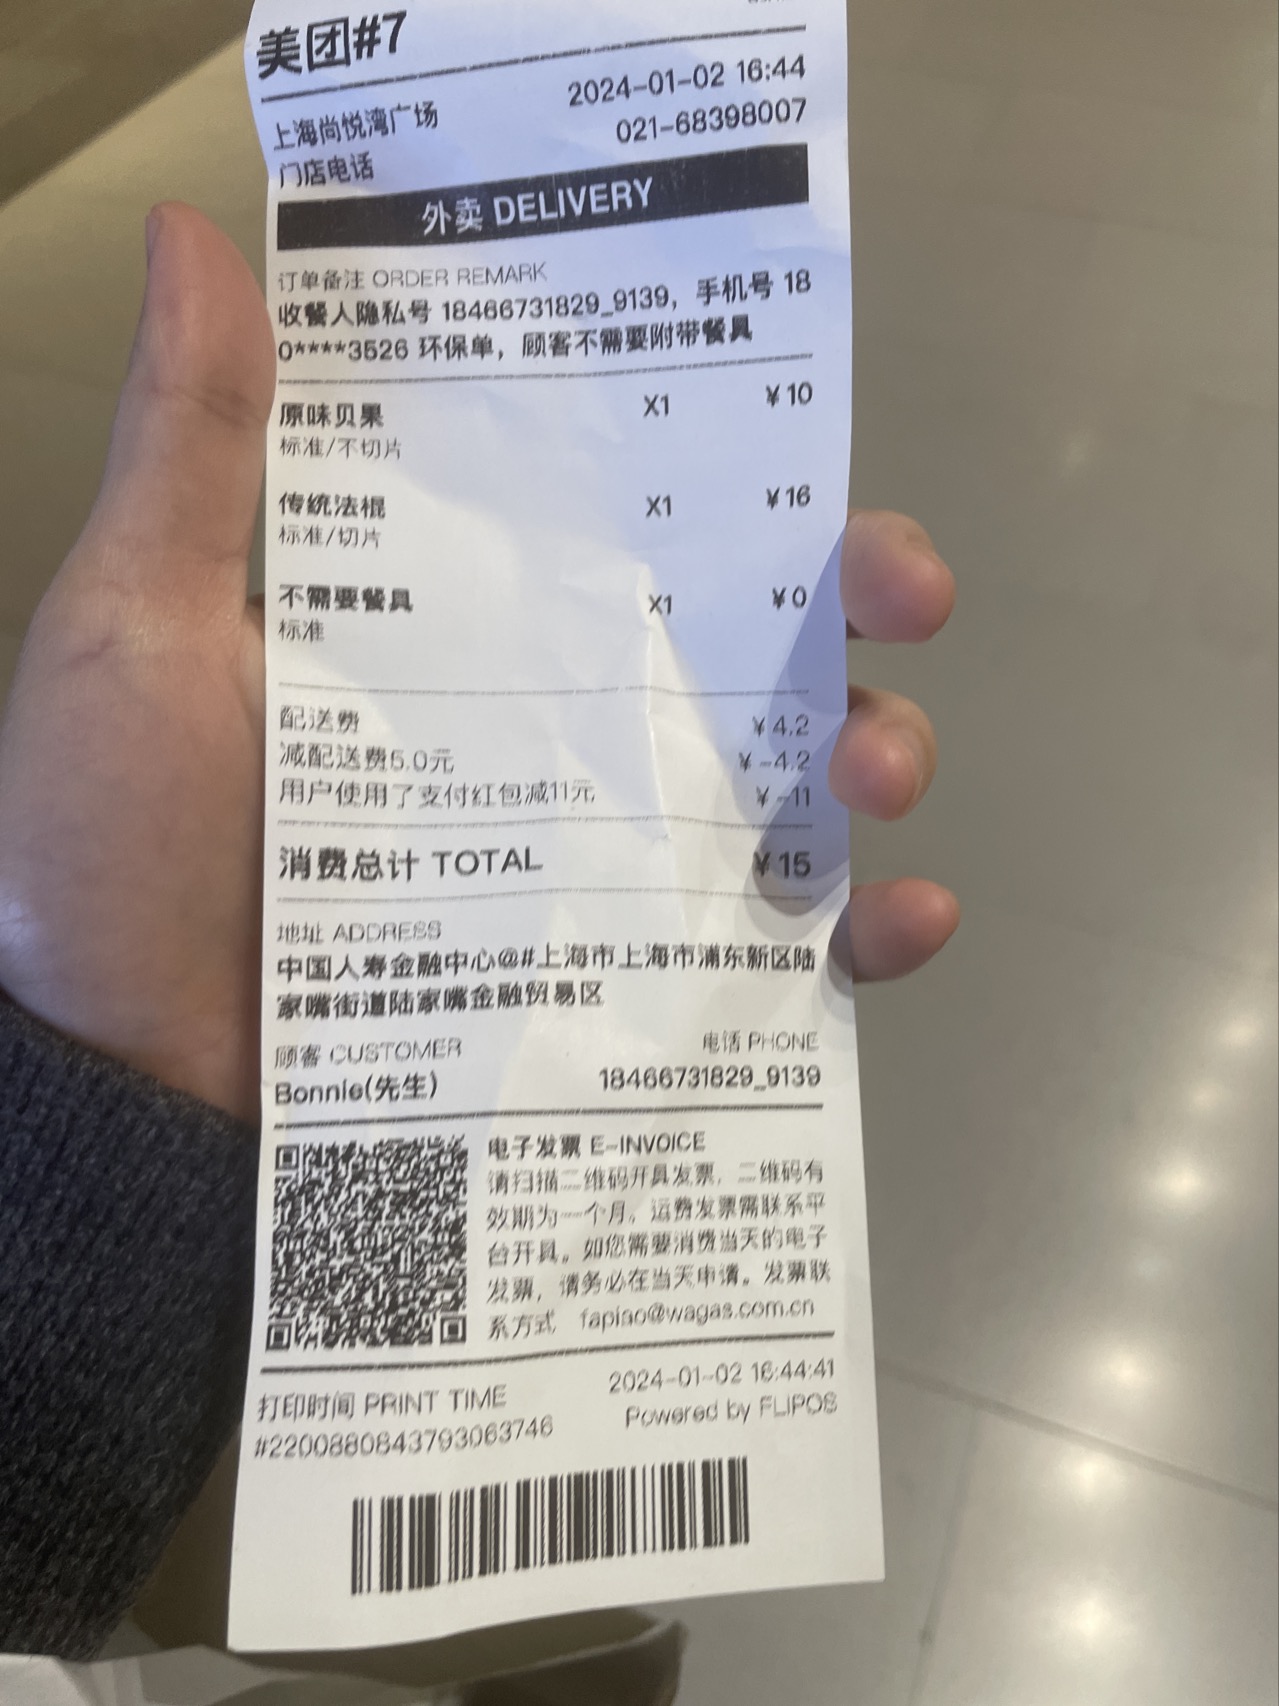 美团#7
2024-01-02 16:44
上海尚悦湾广场
021-68398007
门店电话
外卖 DELIVERY
订单备注 ORDER REMARK
收餐人隐私号 18466731829_9139, 手机号 18
0****3526 环保单，顾客不需要附带餐具
原味贝果 X1 ¥10
标准/不切片
传统法棍 X1 ¥16
标准/切片
不需要餐具 X1 ¥0
标准
配送费 ¥4.2
减配送费5.0元 ¥-4.2
用户使用了支付红包减11元 ¥-11
消费总计 TOTAL ¥15
地址 ADDRESS
中国人寿金融中心@#上海市上海市浦东新区陆
家嘴街道陆家嘴金融贸易区
顾客 CUSTOMER 电话 PHONE
Bonnie(先生) 18466731829_9139
电子发票 E-INVOICE
请扫描二维码开具发票，二维码有
效期为一个月。运费发票需联系平
台开具。如您需要消费当天的电子
发票，请务必在当天申请。发票联
系方式 fapiao@wagas.com.cn
打印时间 PRINT TIME 2024-01-02 16:44:41
#2200880843793063746 Powered by FLIPOS